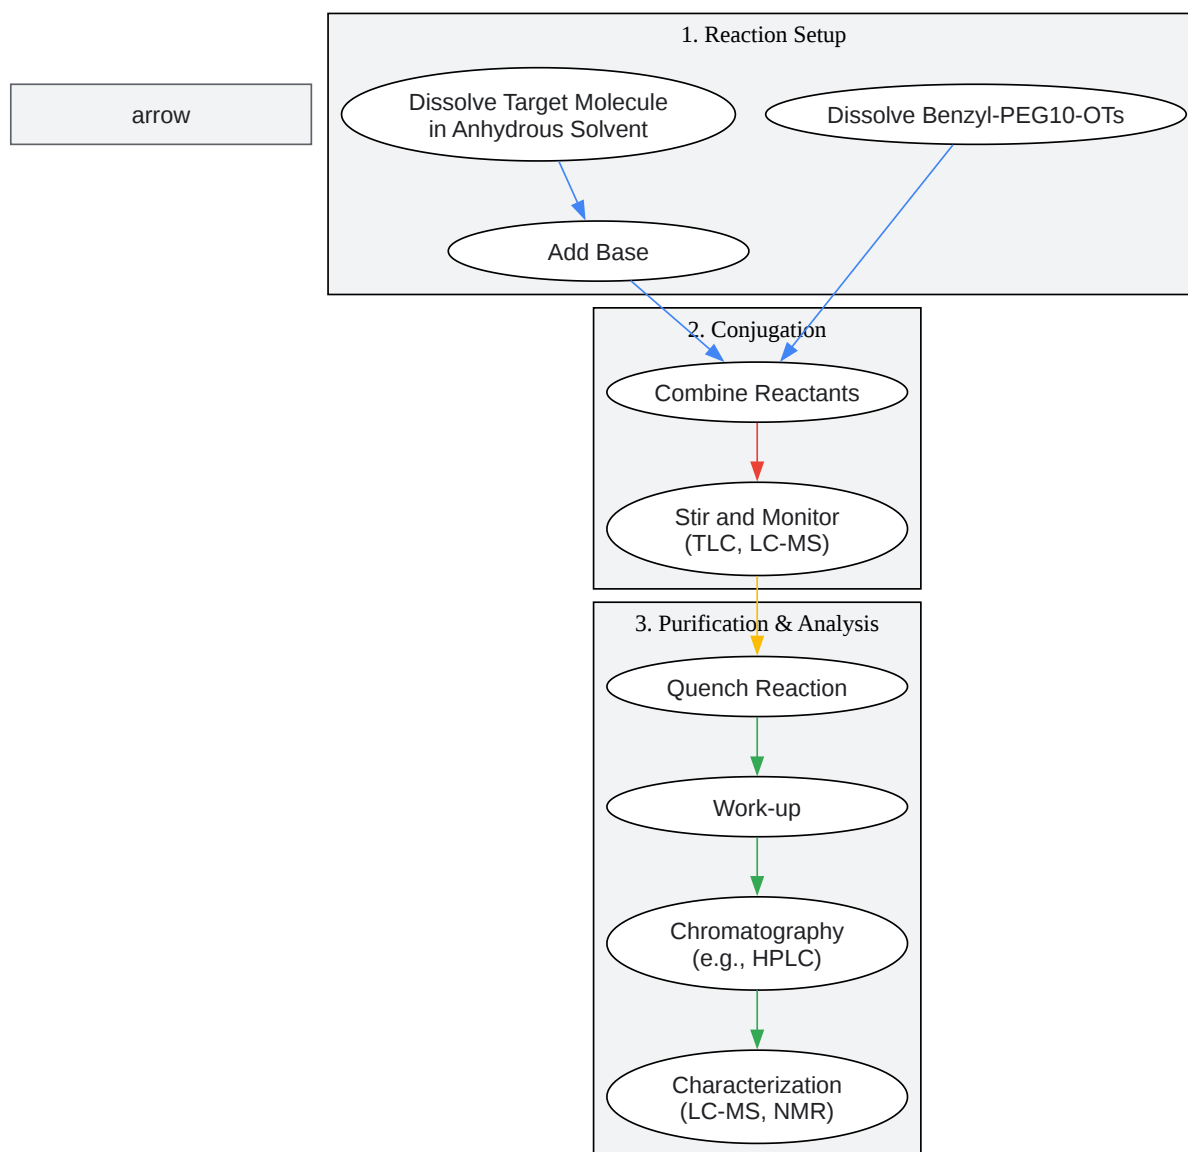 1. Reaction Setup
arrow
Dissolve Target Molecule
in Anhydrous Solvent
Dissolve Benzyl-PEG10-OTs
Add Base
2. Conjugation
Combine Reactants
Stir and Monitor
(TLC, LC-MS)
3. Purification & Analysis
Quench Reaction
Work-up
Chromatography
(e.g., HPLC)
Characterization
(LC-MS, NMR)